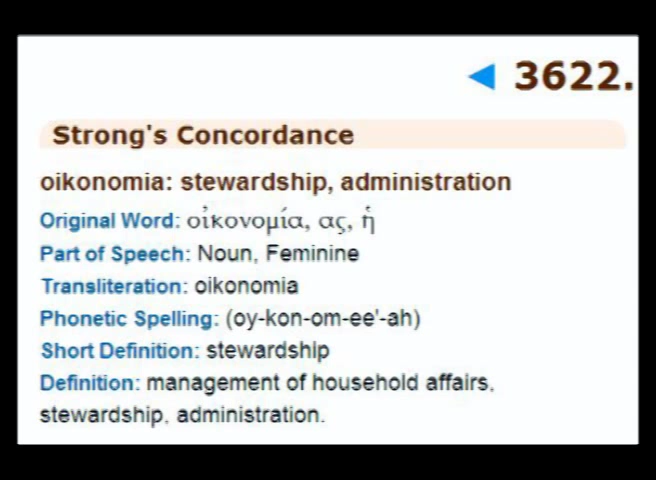 3622.
Strong's Concordance
oikonomia: stewardship, administration
Original Word: οἰκονομία, ας, ἡ
Part of Speech: Noun, Feminine
Transliteration: oikonomia
Phonetic Spelling: (oy-kon-om-ee'-ah)
Short Definition: stewardship
Definition: management of household affairs,
stewardship, administration.